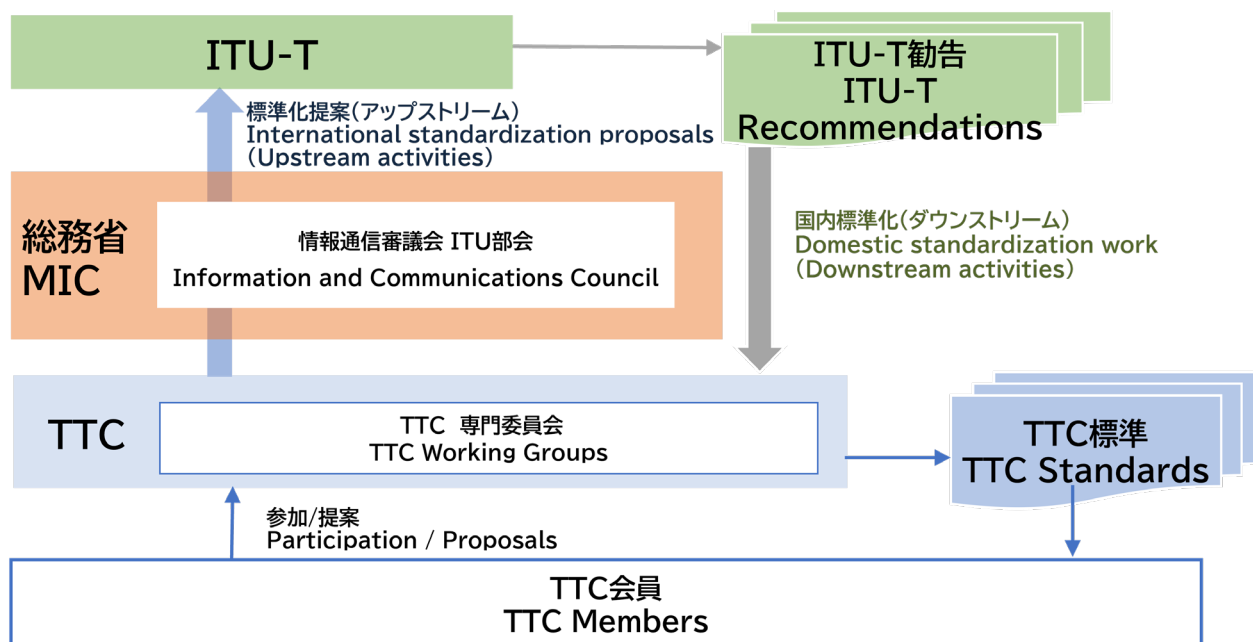 ITU-T
ITU-T勧告
ITU-T
Recommendations
標準化提案(アップストリーム)
International standardization proposals
(Upstream activities)
総務省
MIC
情報通信審議会 ITU部会
Information and Communications Council
国内標準化(ダウンストリーム)
Domestic standardization work
(Downstream activities)
TTC
TTC 専門委員会
TTC Working Groups
TTC標準
TTC Standards
参加/提案
Participation / Proposals
TTC会員
TTC Members